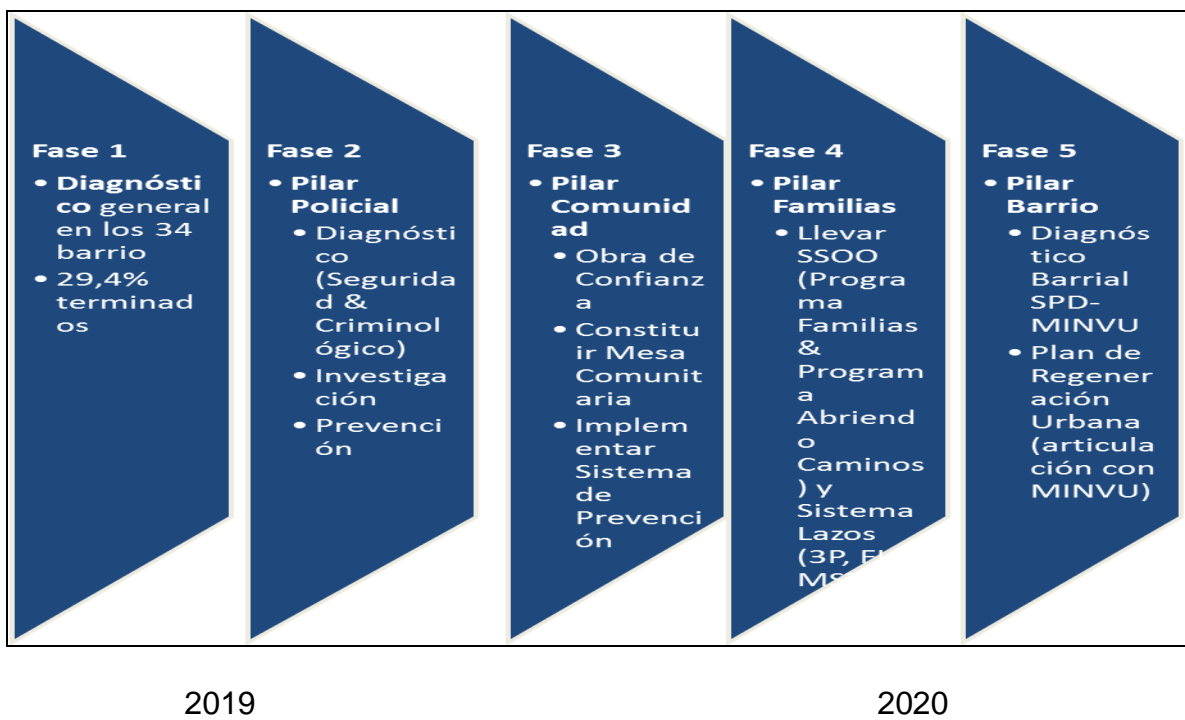 Fase 1
• Diagnósti
co general
en los 34
barrio
• 29,4%
terminad
os
Fase 2
• Pilar
Policial
• Diagnósti
co
(Segurida
d &
Criminol
ógico)
• Investiga
ción
• Prevenci
ón
Fase 3
• Pilar
Comunid
ad
• Obra de
Confianz
a
• Constitu
ir Mesa
Comunit
aria
• Implem
entar
Sistema
de
Prevenci
ón
Fase 4
• Pilar
Familias
• Llevar
SSOO
(Progra
ma
Familias
&
Program
a
Abriend
o
Caminos
) y
Sistema
Lazos
(3P,
Fase 5
• Pilar
Barrio
• Diagnós
tico
Barrial
SPD-
MINVU
• Plan de
Regener
ación
Urbana
(articula
ción con
MINVU)
2019
2020